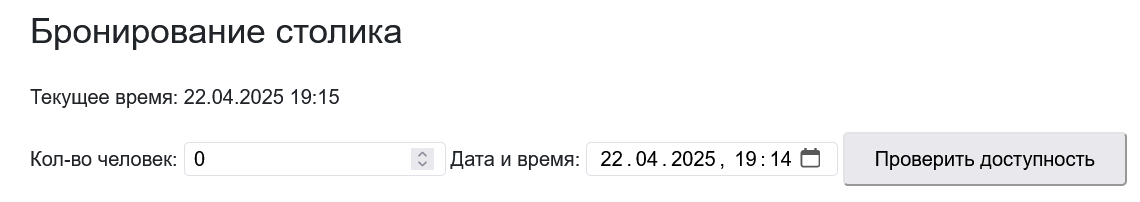 Бронирование столика
Текущее время: 22.04.2025 19:15
Кол-во человек: 0 Дата и время: 22.04.2025, 19:14 Проверить доступность